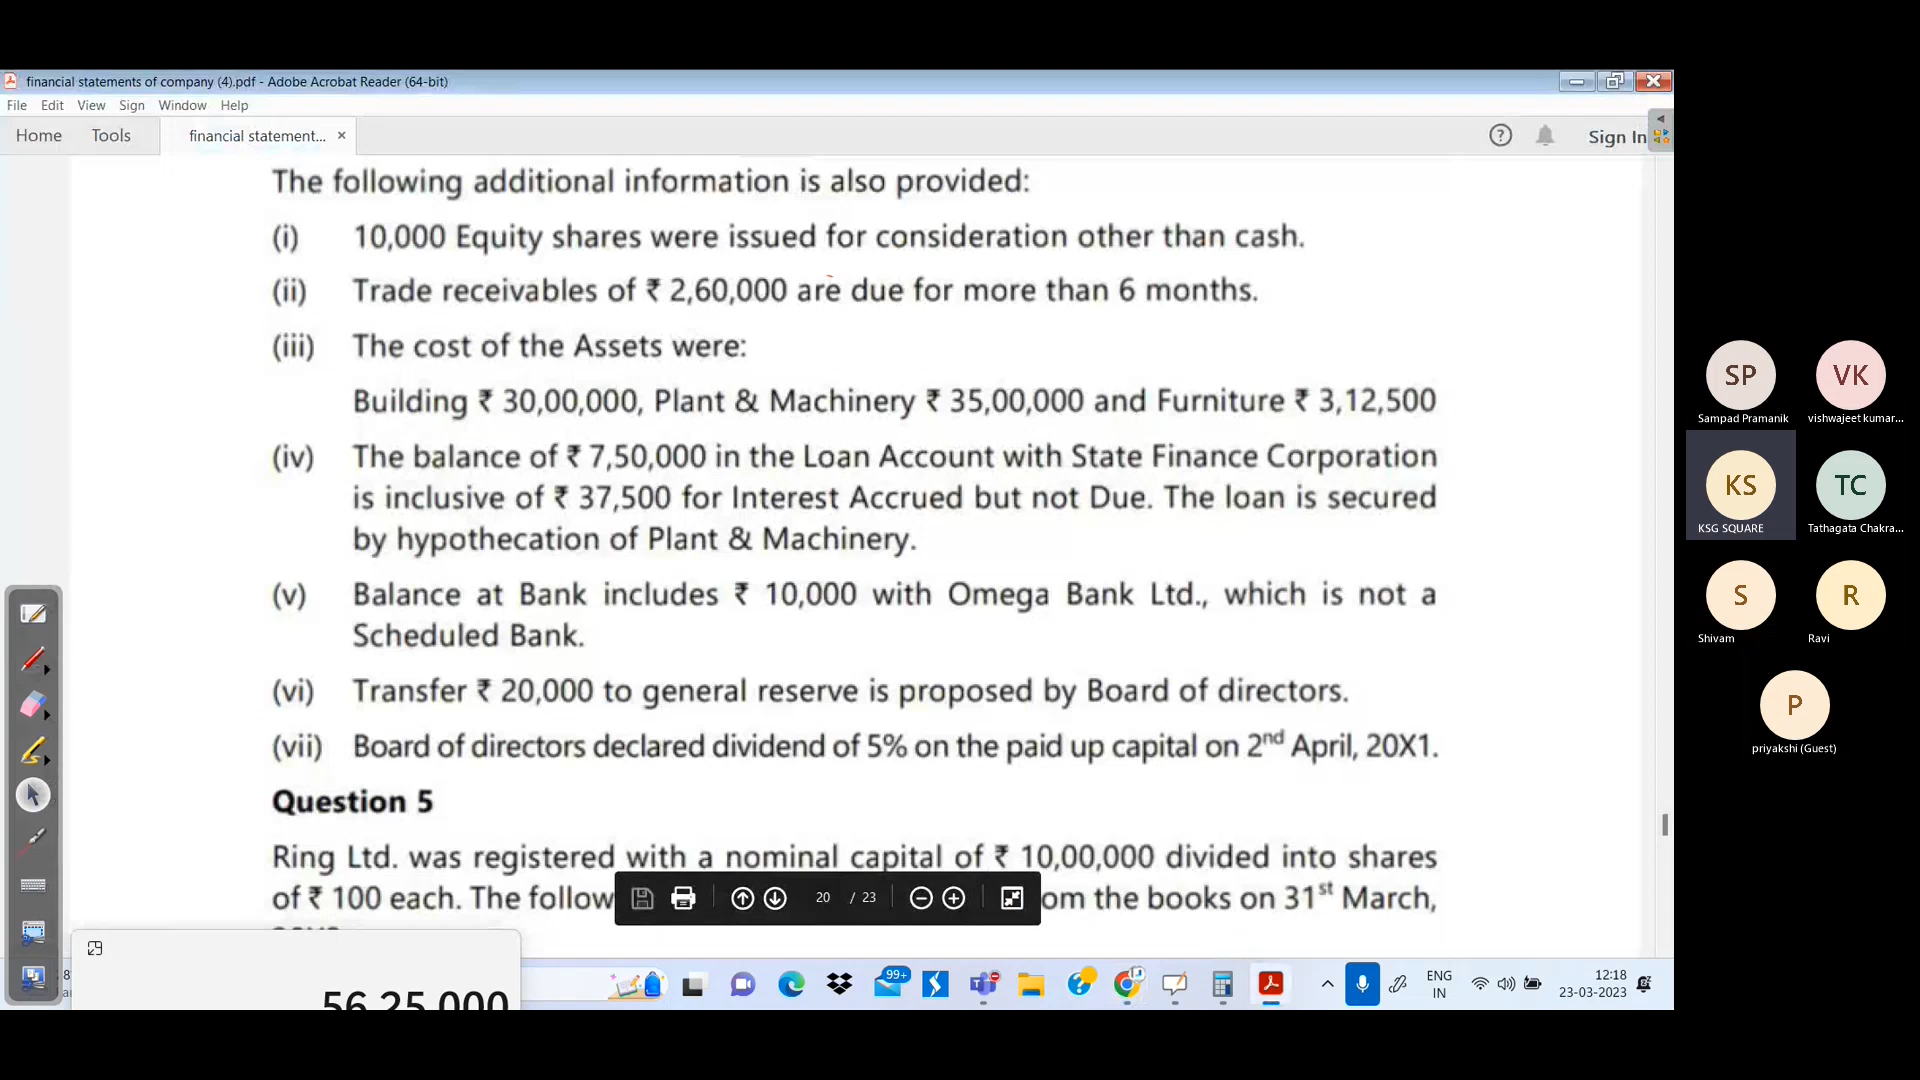 financial statements of company (4).pdf - Adobe Acrobat Reader (64-bit)
File Edit View Sign Window Help
Home Tools financial statement... ×
Sign In
The following additional information is also provided:
(i) 10,000 Equity shares were issued for consideration other than cash.
(ii) Trade receivables of ₹ 2,60,000 are due for more than 6 months.
(iii) The cost of the Assets were:
Building ₹ 30,00,000, Plant & Machinery ₹ 35,00,000 and Furniture ₹ 3,12,500
(iv) The balance of ₹ 7,50,000 in the Loan Account with State Finance Corporation
is inclusive of ₹ 37,500 for Interest Accrued but not Due. The loan is secured
by hypothecation of Plant & Machinery.
(v) Balance at Bank includes ₹ 10,000 with Omega Bank Ltd., which is not a
Scheduled Bank.
(vi) Transfer ₹ 20,000 to general reserve is proposed by Board of directors.
(vii) Board of directors declared dividend of 5% on the paid up capital on 2nd April, 20X1.
Question 5
Ring Ltd. was registered with a nominal capital of ₹ 10,00,000 divided into shares
of ₹ 100 each. The follow om the books on 31st March,
20 / 23
56,25,000
99+
ENG
IN
12:18
23-03-2023
SP
Sampad Pramanik
VK
vishwajeet kumar...
KS
KSG SQUARE
TC
Tathagata Chakra...
S
Shivam
R
Ravi
P
priyakshi (Guest)